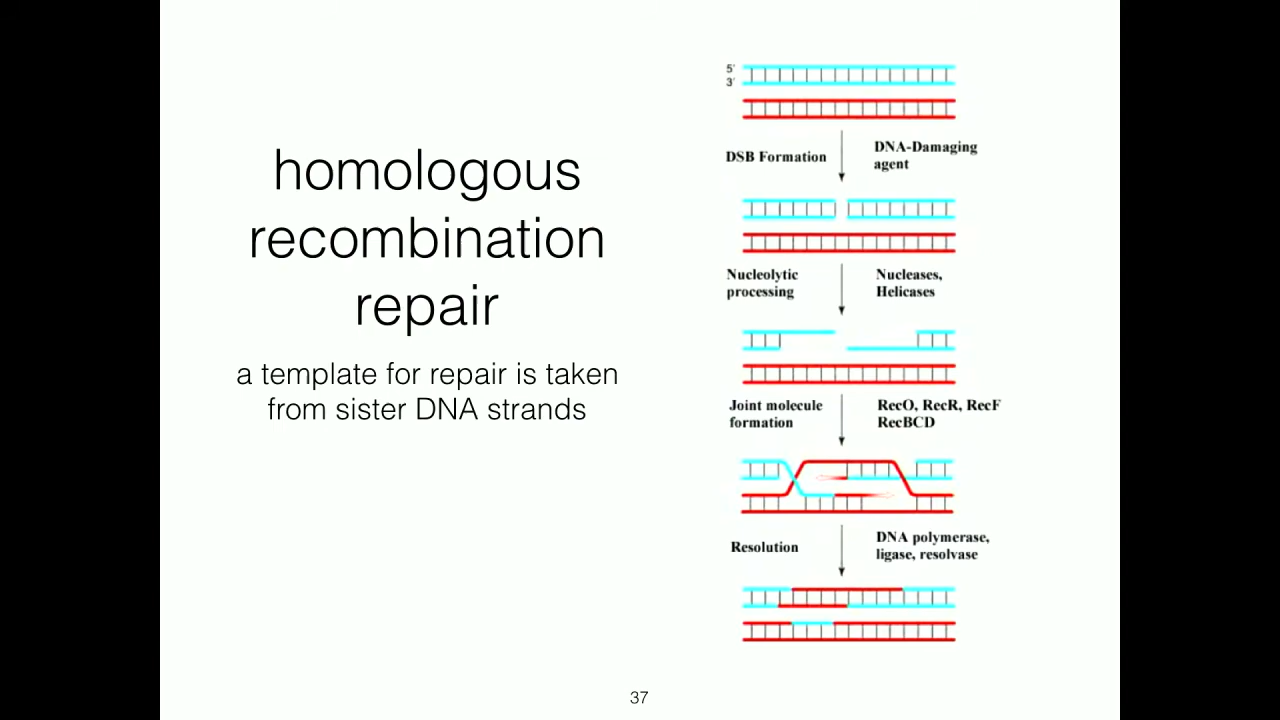 homologous
recombination
repair
a template for repair is taken
from sister DNA strands
5'
3'
DSB Formation
DNA-Damaging
agent
Nucleolytic
processing
Nucleases,
Helicases
Joint molecule
formation
RecO, RecR, RecF
RecBCD
Resolution
DNA polymerase,
ligase, resolvase
37